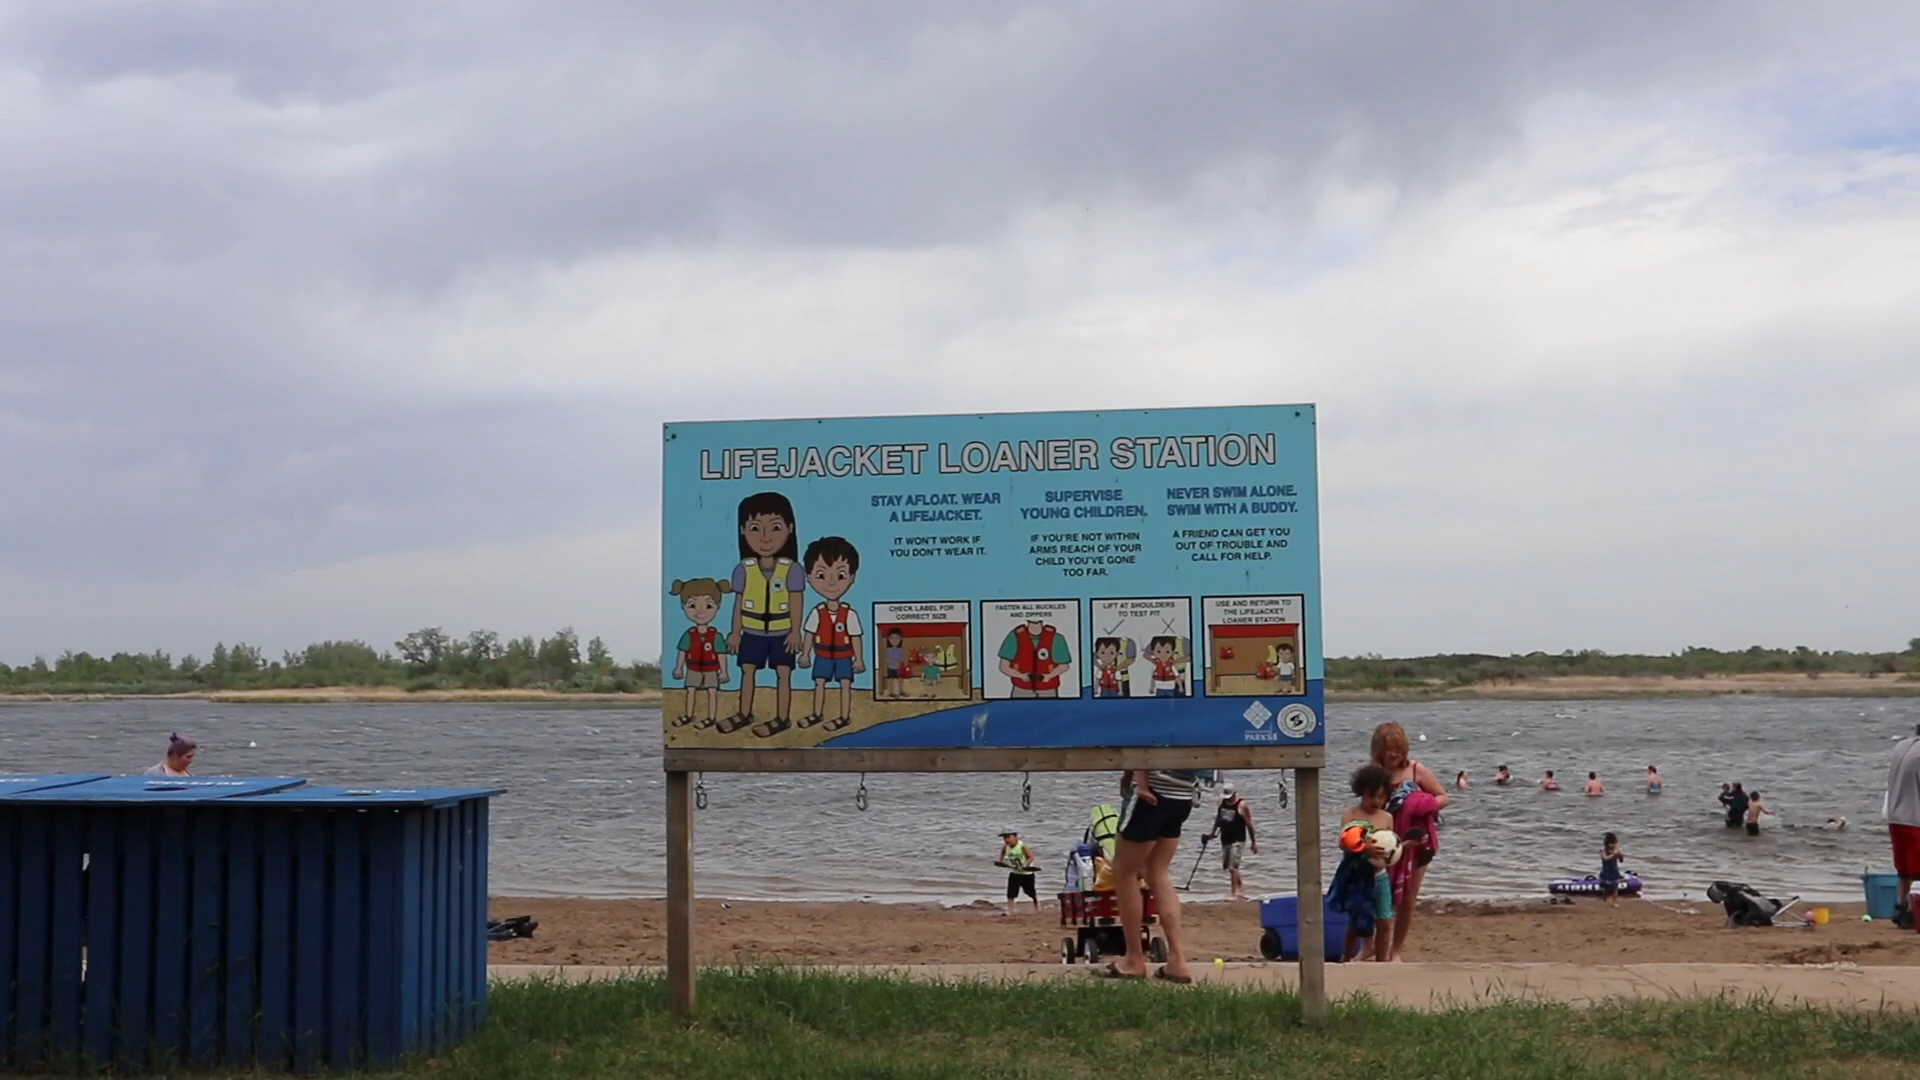 LIFEJACKET LOANER STATION
STAY AFLOAT. WEAR
A LIFEJACKET.
IT WON'T WORK IF
YOU DON'T WEAR IT.
SUPERVISE
YOUNG CHILDREN.
IF YOU'RE NOT WITHIN
ARMS REACH OF YOUR
CHILD YOU'VE GONE
TOO FAR.
NEVER SWIM ALONE.
SWIM WITH A BUDDY.
A FRIEND CAN GET YOU
OUT OF TROUBLE AND
CALL FOR HELP.
CHECK LABEL FOR
CORRECT SIZE
FASTEN ALL BUCKLES
AND ZIPPERS
LIFT AT SHOULDERS
TO TEST FIT
USE AND RETURN TO
THE LIFEJACKET
LOANER STATION
PARKS